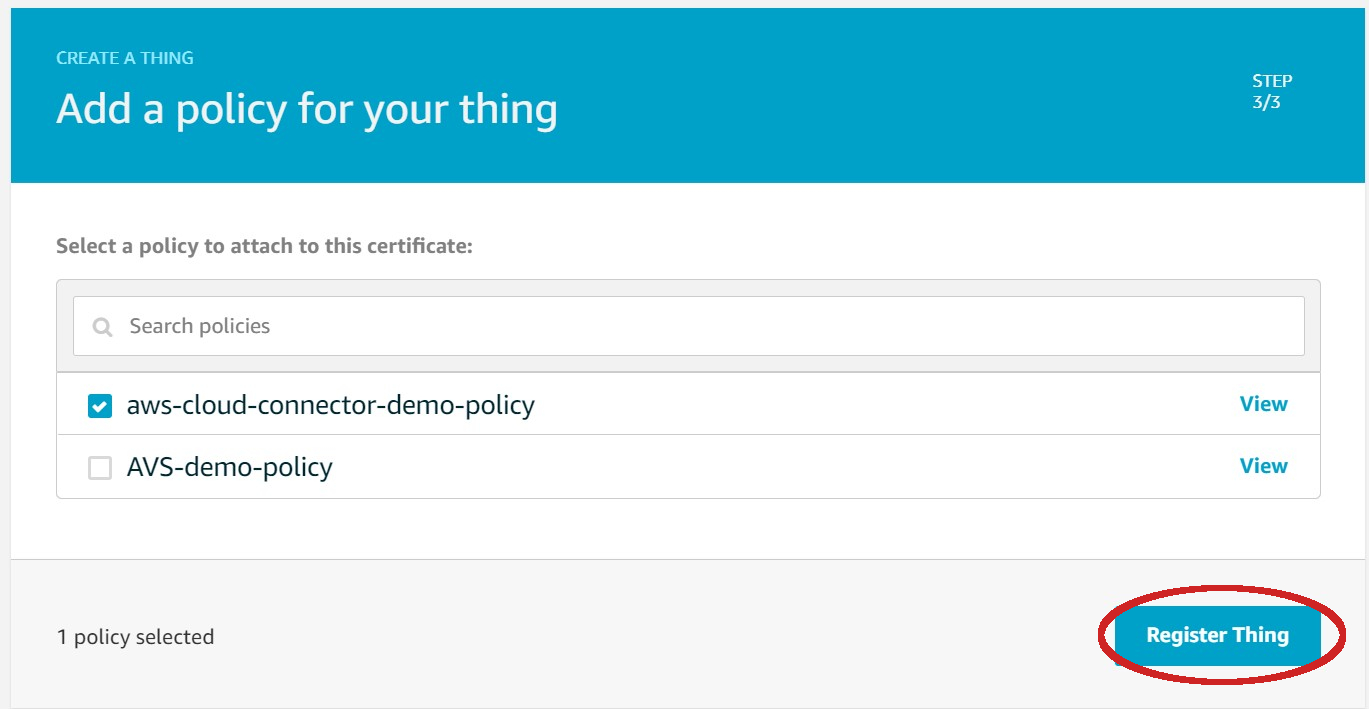 CREATE A THING
Add a policy for your thing
STEP
3/3
Select a policy to attach to this certificate:
Search policies
aws-cloud-connector-demo-policy
View
AVS-demo-policy
View
1 policy selected
Register Thing